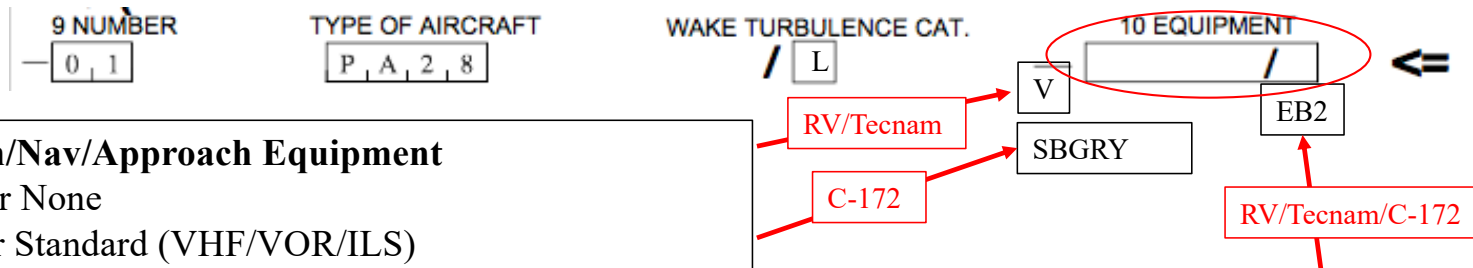 9 NUMBER TYPE OF AIRCRAFT WAKE TURBULENCE CAT. 10 EQUIPMENT
— 0 1 P A 2 8 / L / <=
V EB2
RV/Tecnam
SBGRY
/Nav/Approach Equipment
None
C-172
RV/Tecnam/C-172
Standard (VHF/VOR/ILS)